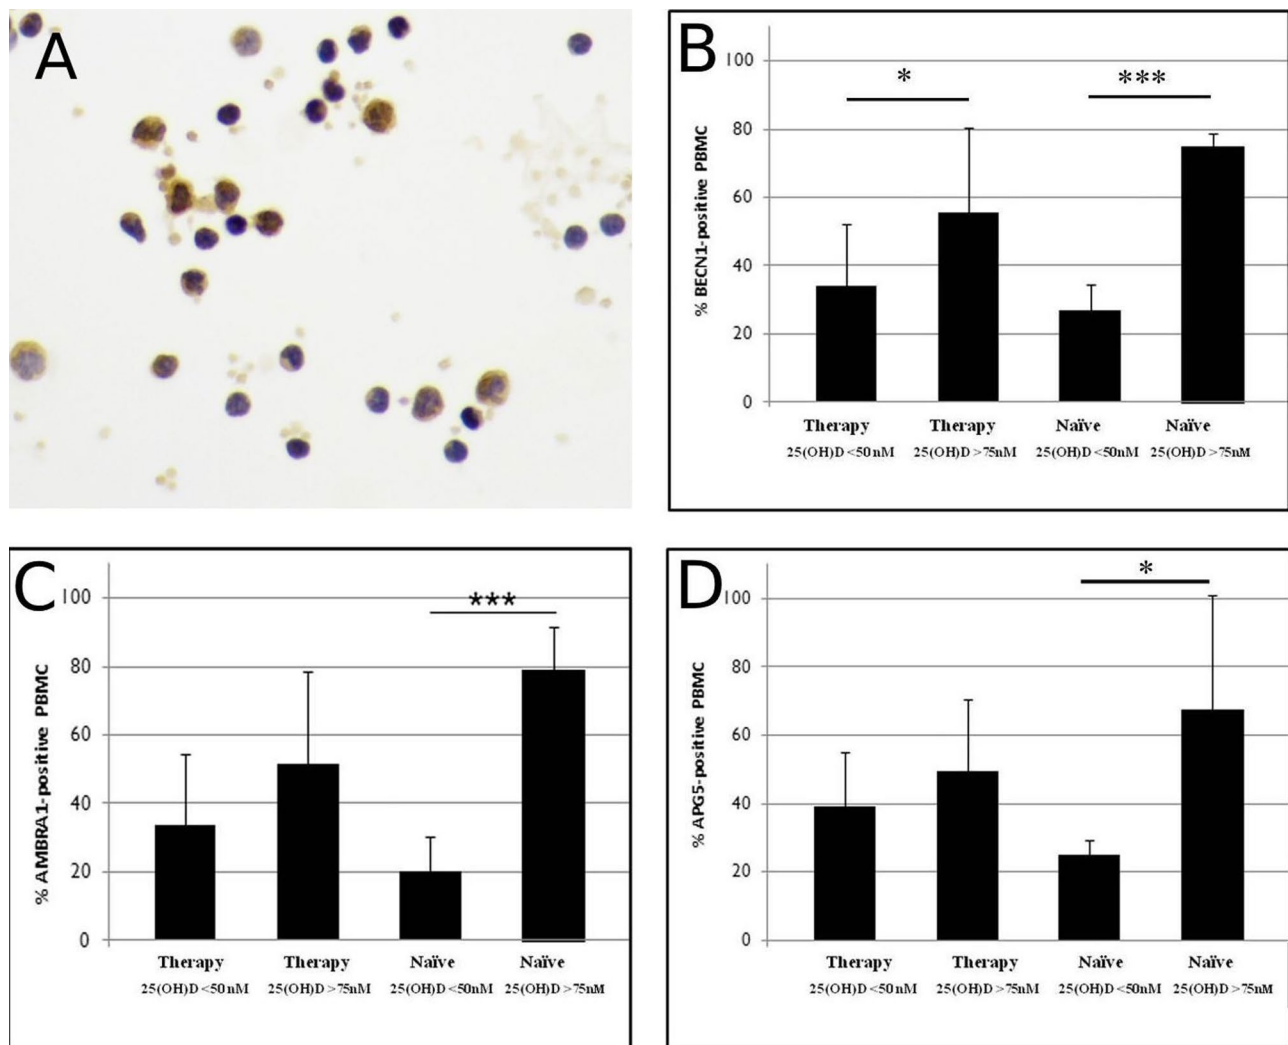 A
B
% BECN1-positive PBMC
100
80
60
40
20
0
*
***
Therapy Therapy Naïve Naïve
25(OH)D <50nM 25(OH)D >75nM 25(OH)D <50nM 25(OH)D >75nM
C
% AMBRA1-positive PBMC
100
80
60
40
20
0
***
Therapy Therapy Naïve Naïve
25(OH)D <50nM 25(OH)D >75nM 25(OH)D <50nM 25(OH)D >75nM
D
% APG5-positive PBMC
100
80
60
40
20
0
*
Therapy Therapy Naïve Naïve
25(OH)D <50nM 25(OH)D >75nM 25(OH)D <50nM 25(OH)D >75nM